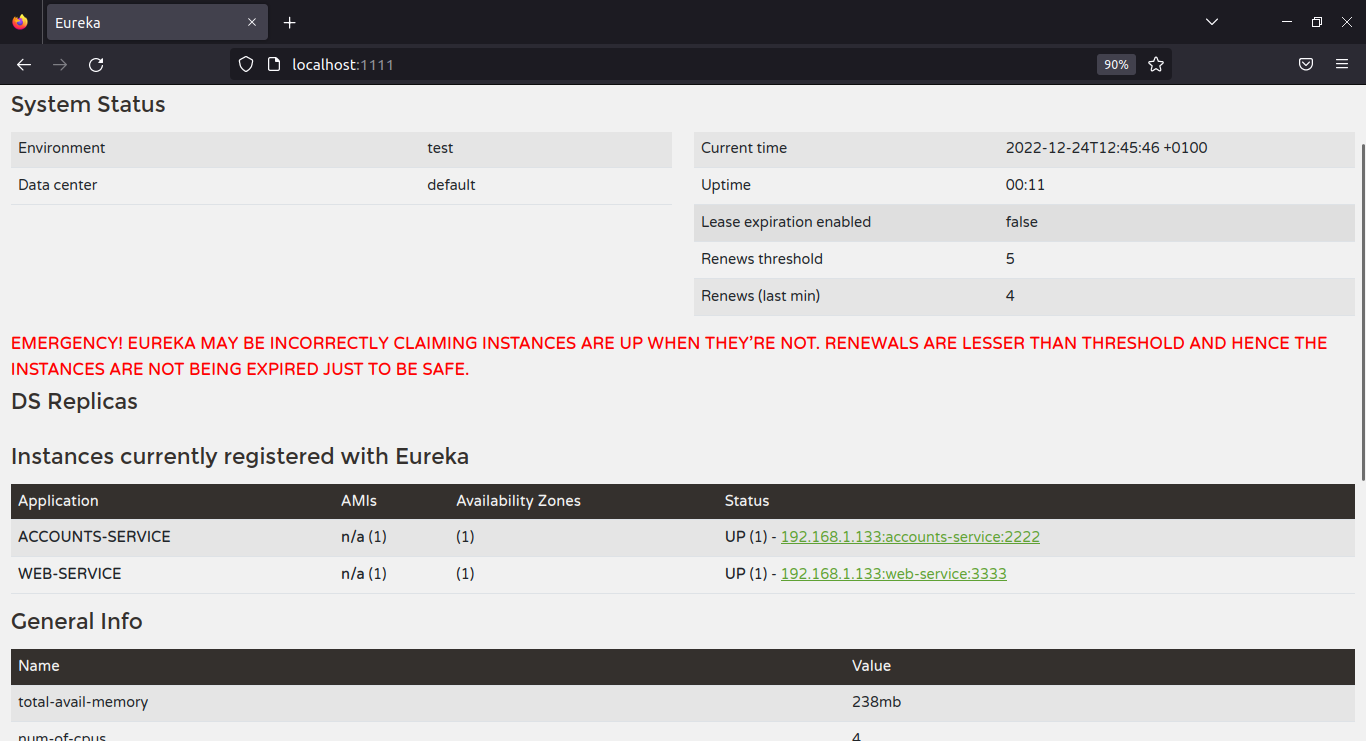 Eureka
localhost:1111
90%
System Status
Environment test
Data center default
Current time 2022-12-24T12:45:46 +0100
Uptime 00:11
Lease expiration enabled false
Renews threshold 5
Renews (last min) 4
EMERGENCY! EUREKA MAY BE INCORRECTLY CLAIMING INSTANCES ARE UP WHEN THEY'RE NOT. RENEWALS ARE LESSER THAN THRESHOLD AND HENCE THE
INSTANCES ARE NOT BEING EXPIRED JUST TO BE SAFE.
DS Replicas
Instances currently registered with Eureka
Application AMIs Availability Zones Status
ACCOUNTS-SERVICE n/a (1) (1) UP (1) - 192.168.1.133:accounts-service:2222
WEB-SERVICE n/a (1) (1) UP (1) - 192.168.1.133:web-service:3333
General Info
Name Value
total-avail-memory 238mb
num-of-cpus 4